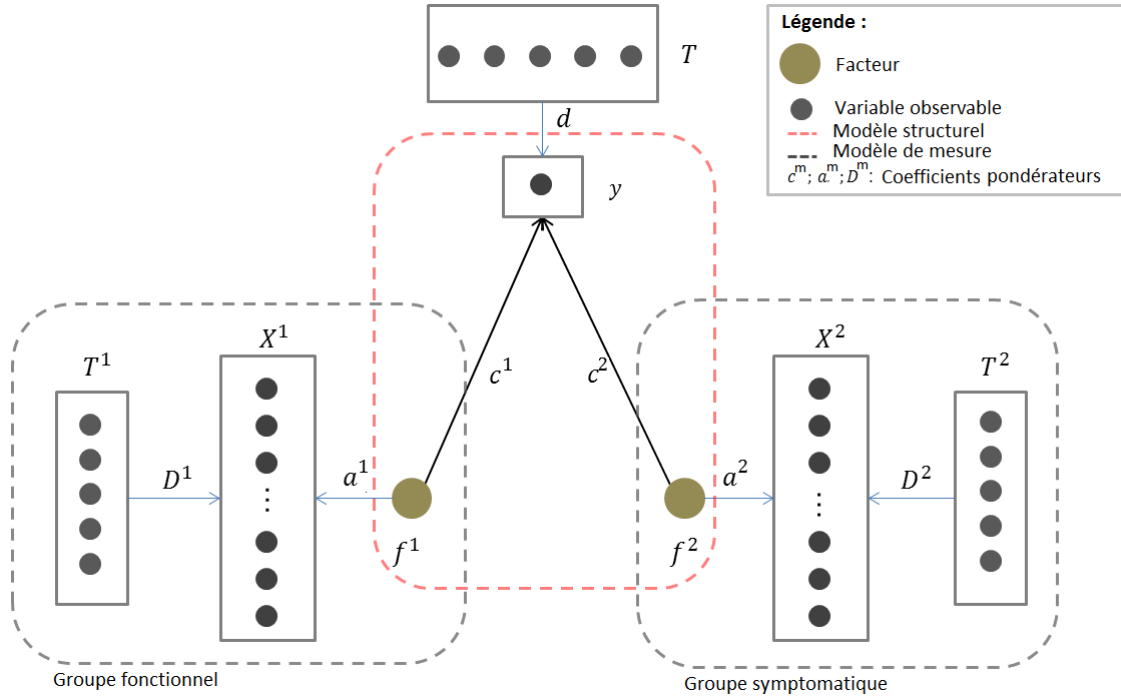 T
d
y
Légende :
Facteur
Variable observable
Modèle structurel
Modèle de mesure
c^m; a^m; D^m: Coefficients pondérateurs
X^1
T^1
D^1
a^1
f^1
c^1
c^2
X^2
T^2
a^2
D^2
f^2
Groupe fonctionnel
Groupe symptomatique